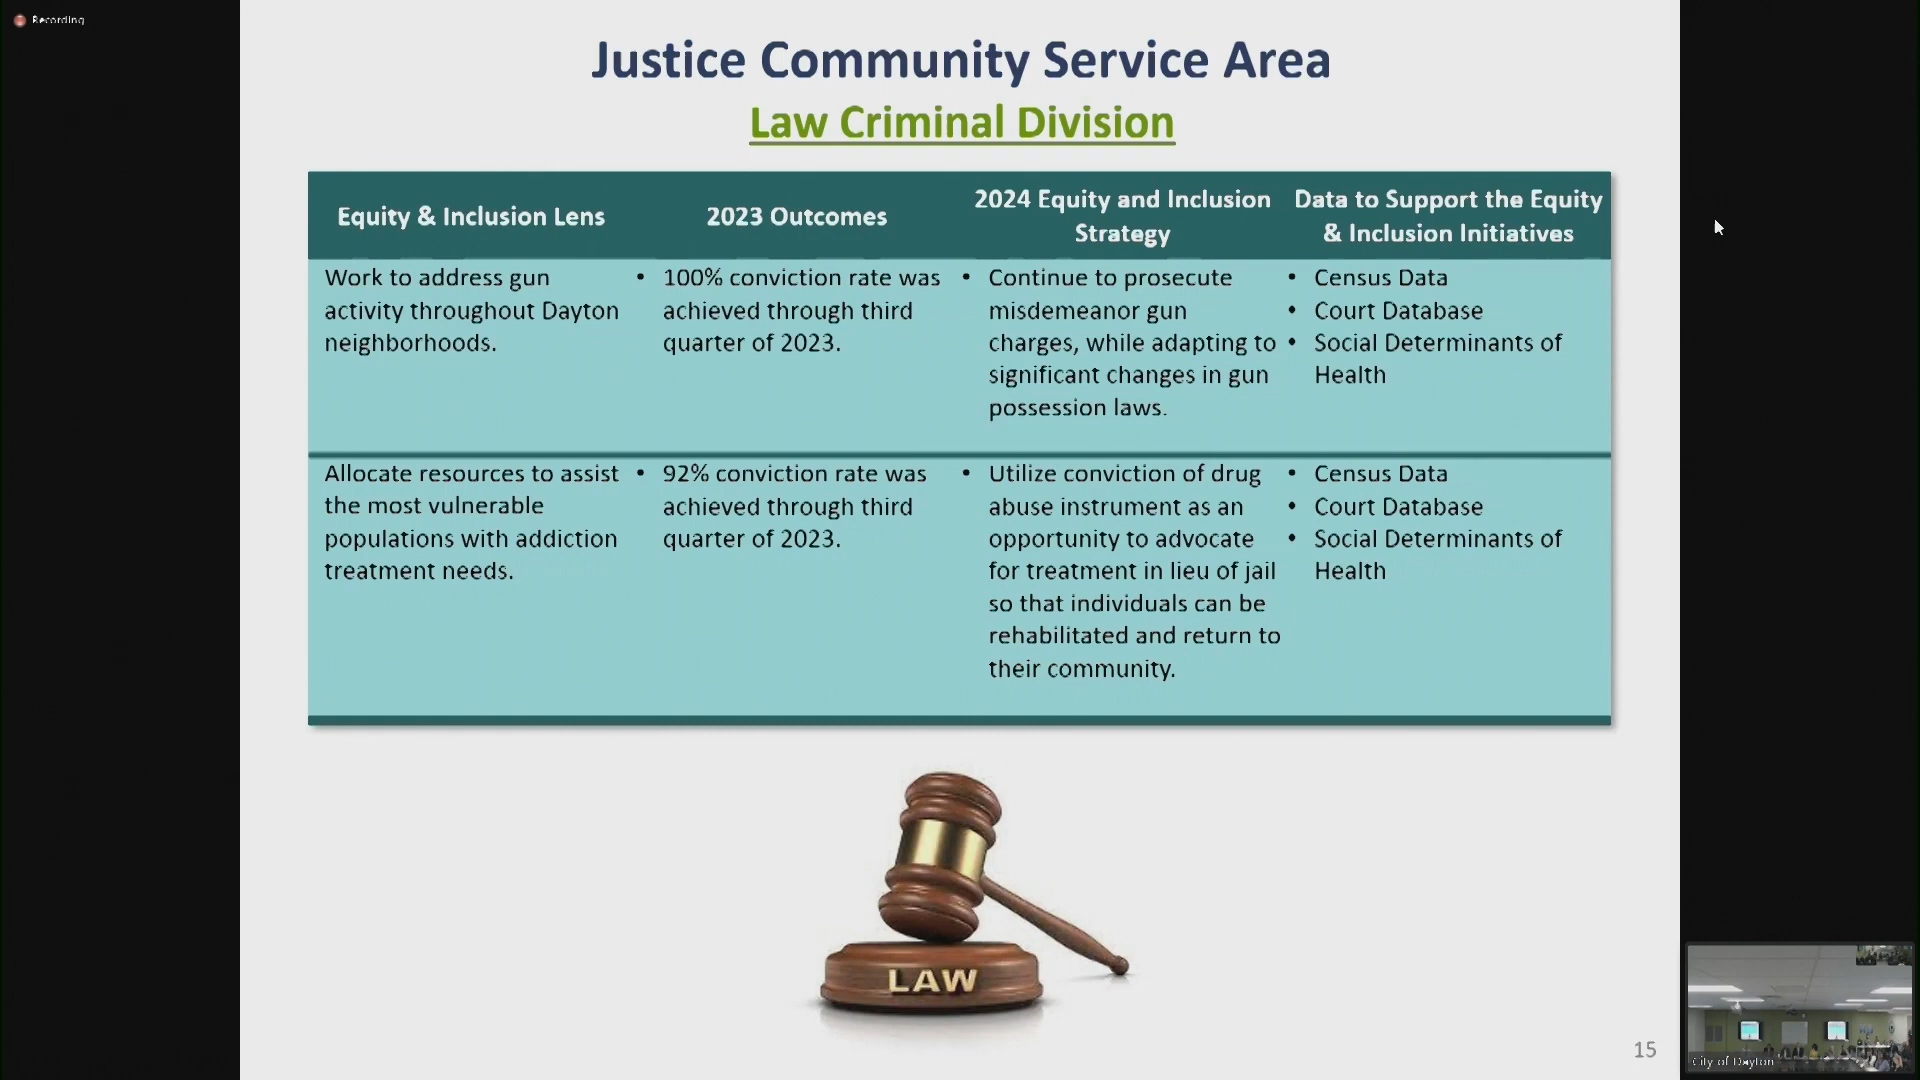 Recording
Justice Community Service Area
Law Criminal Division
Equity & Inclusion Lens
2023 Outcomes
2024 Equity and Inclusion
Strategy
Data to Support the Equity
& Inclusion Initiatives
Work to address gun
activity throughout Dayton
neighborhoods.
• 100% conviction rate was
achieved through third
quarter of 2023.
• Continue to prosecute
misdemeanor gun
charges, while adapting to
significant changes in gun
possession laws.
• Census Data
• Court Database
• Social Determinants of
Health
Allocate resources to assist
the most vulnerable
populations with addiction
treatment needs.
• 92% conviction rate was
achieved through third
quarter of 2023.
• Utilize conviction of drug
abuse instrument as an
opportunity to advocate
for treatment in lieu of jail
so that individuals can be
rehabilitated and return to
their community.
• Census Data
• Court Database
• Social Determinants of
Health
LAW
15
City of Dayton